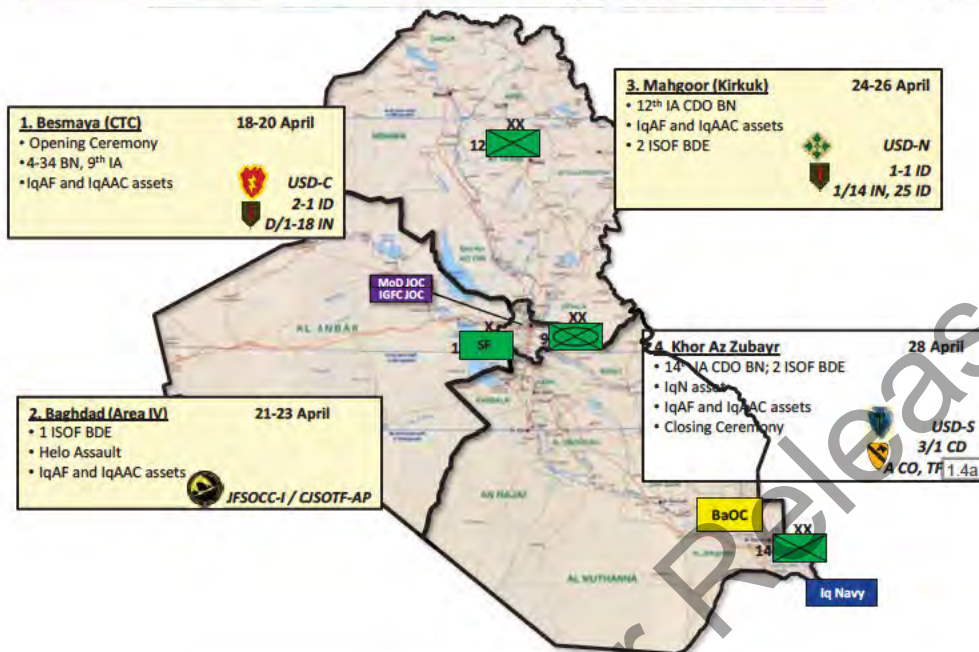 1. Besmaya (CTC) 18-20 April
• Opening Ceremony
• 4-34 BN, 9th IA
• IqAF and IqAAC assets
USD-C
2-1 ID
D/1-18 IN
3. Mahgoor (Kirkuk) 24-26 April
• 12th IA CDO BN
• IqAF and IqAAC assets
• 2 ISOF BDE
USD-N
1-1 ID
1/14 IN, 25 ID
XX
12
MoD JOC
IGFC JOC
AL ANBAR
X
1 SF
XX
9
2. Baghdad (Area IV) 21-23 April
• 1 ISOF BDE
• Helo Assault
• IqAF and IqAAC assets
JFSOCC-I / CJSOTF-AP
4. Khor Az Zubayr 28 April
• 14th IA CDO BN; 2 ISOF BDE
• IqN asset
• IqAF and IqAAC assets
• Closing Ceremony
USD-S
3/1 CD
A CO, TF 1.4a
AN NAJAF
BaOC
XX
14
AL MUTHANNA
Iq Navy
r Releas